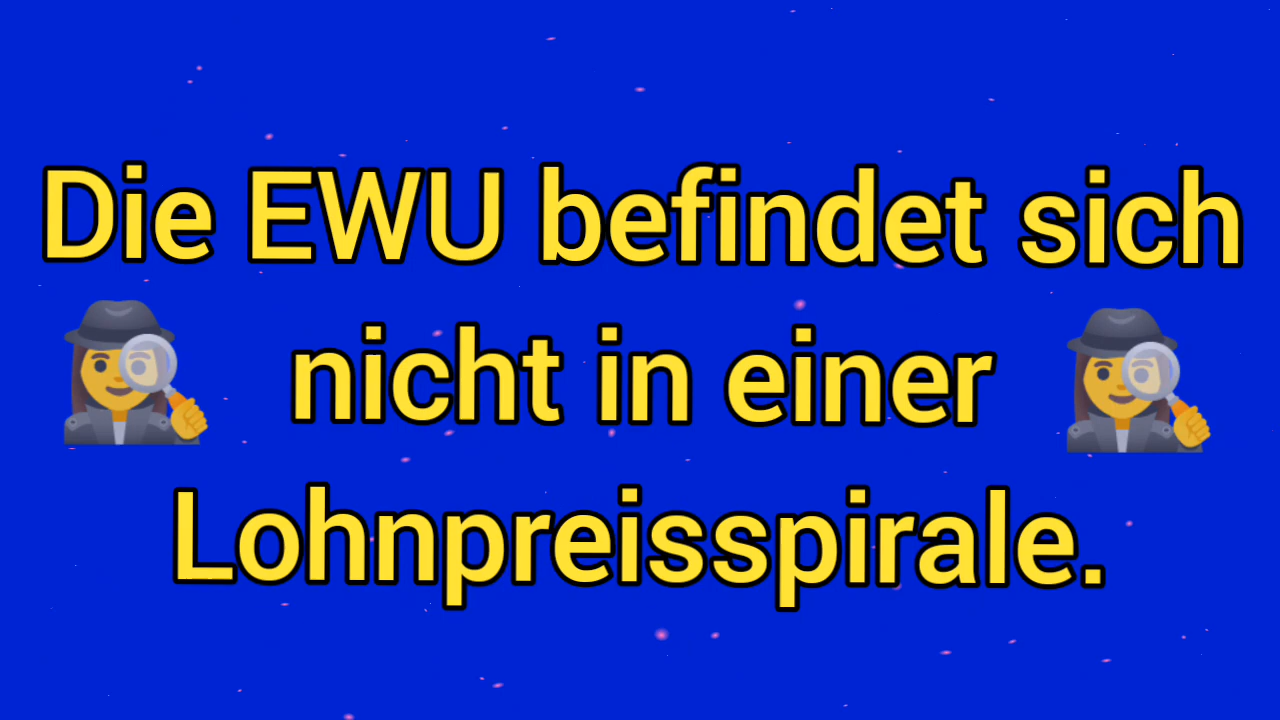 Die EWU befindet sich
nicht in einer
Lohnpreisspirale.